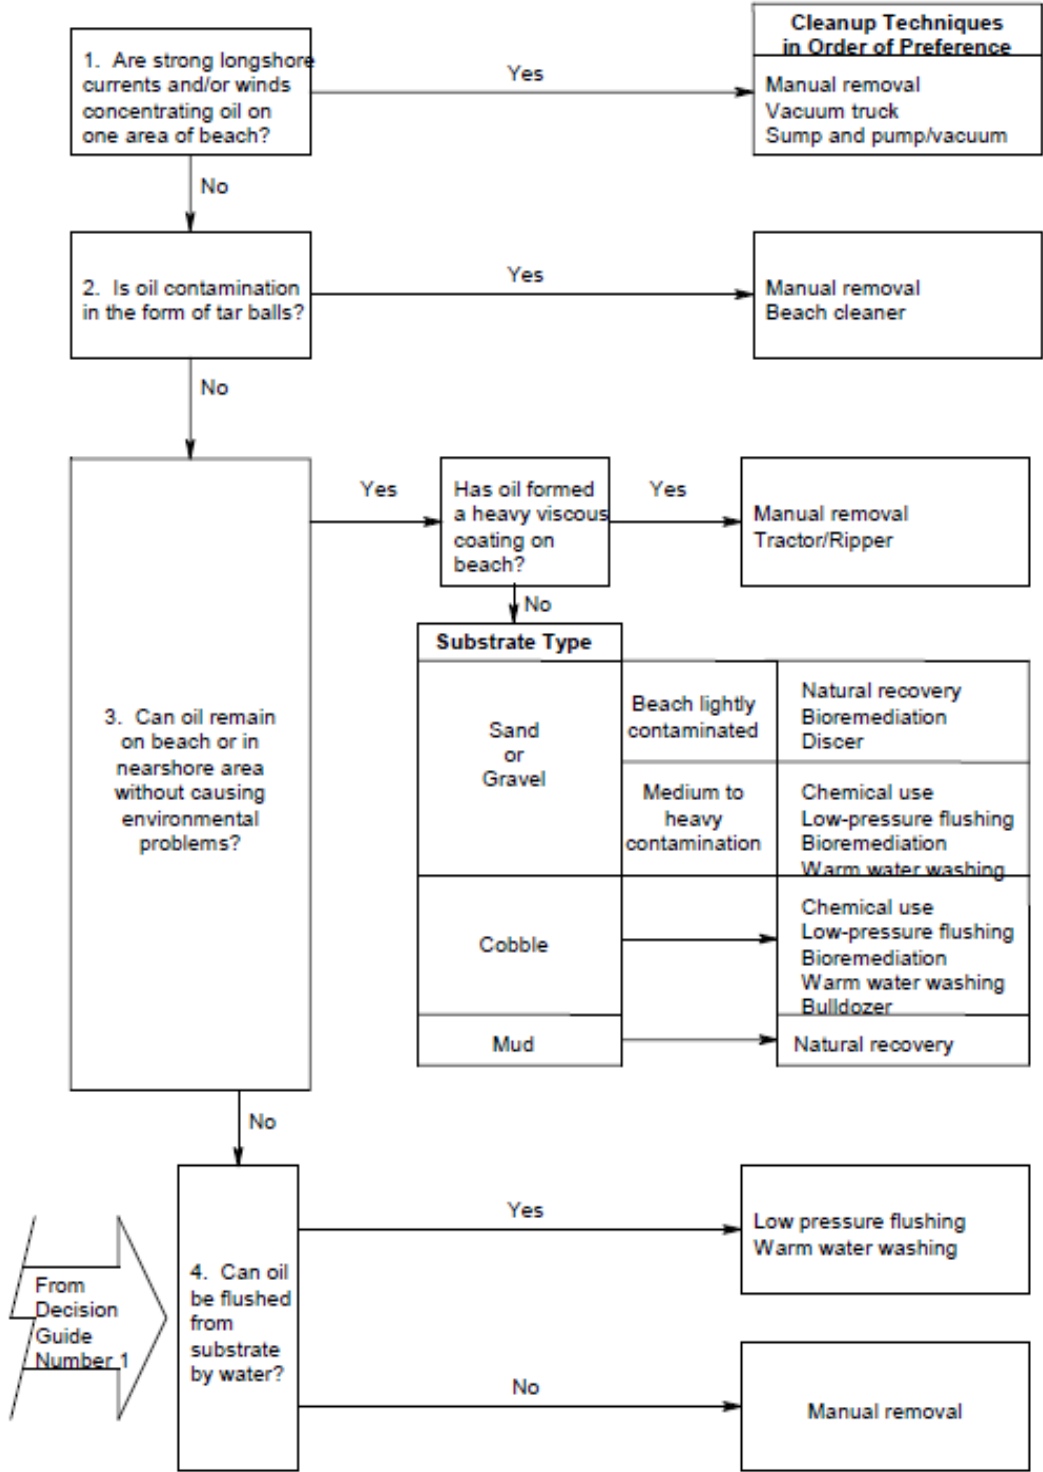 1. Are strong longshore
currents and/or winds
concentrating oil on
one area of beach?
Yes
Cleanup Techniques
in Order of Preference
Manual removal
Vacuum truck
Sump and pump/vacuum
No
2. Is oil contamination
in the form of tar balls?
Yes
Manual removal
Beach cleaner
No
3. Can oil remain
on beach or in
nearshore area
without causing
environmental
problems?
Yes
Has oil formed
a heavy viscous
coating on
beach?
Yes
Manual removal
Tractor/Ripper
No
Substrate Type
Sand
or
Gravel
Beach lightly
contaminated
Natural recovery
Bioremediation
Discer
Medium to
heavy
contamination
Chemical use
Low-pressure flushing
Bioremediation
Warm water washing
Cobble
Chemical use
Low-pressure flushing
Bioremediation
Warm water washing
Bulldozer
Mud
Natural recovery
No
From
Decision
Guide
Number 1
4. Can oil
be flushed
from
substrate
by water?
Yes
Low pressure flushing
Warm water washing
No
Manual removal